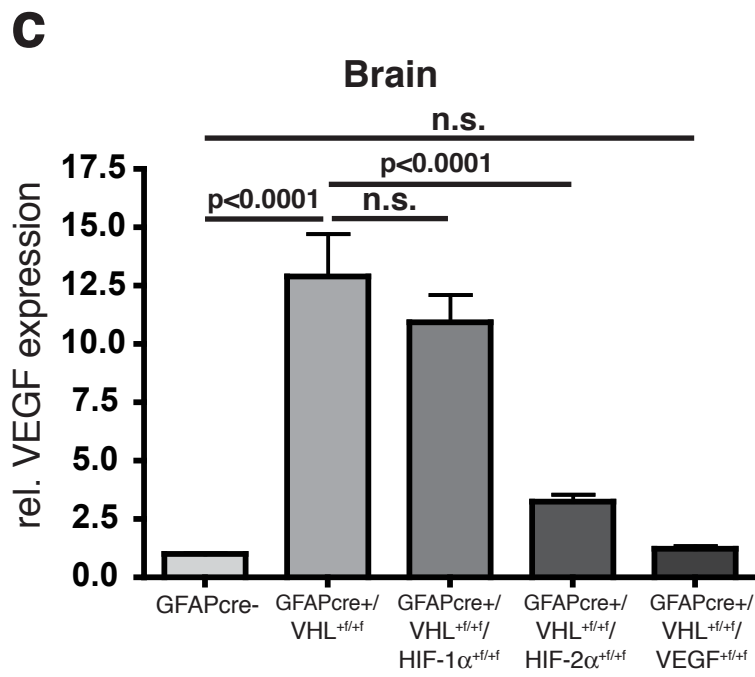 c
Brain
n.s.
p<0.0001
p<0.0001 n.s.
rel. VEGF expression
17.5
15.0
12.5
10.0
7.5
5.0
2.5
0.0
GFAPcre-
GFAPcre+/
VHL+f/+f
GFAPcre+/
VHL+f/+f/
HIF-1α+f/+f
GFAPcre+/
VHL+f/+f/
HIF-2α+f/+f
GFAPcre+/
VHL+f/+f/
VEGF+f/+f